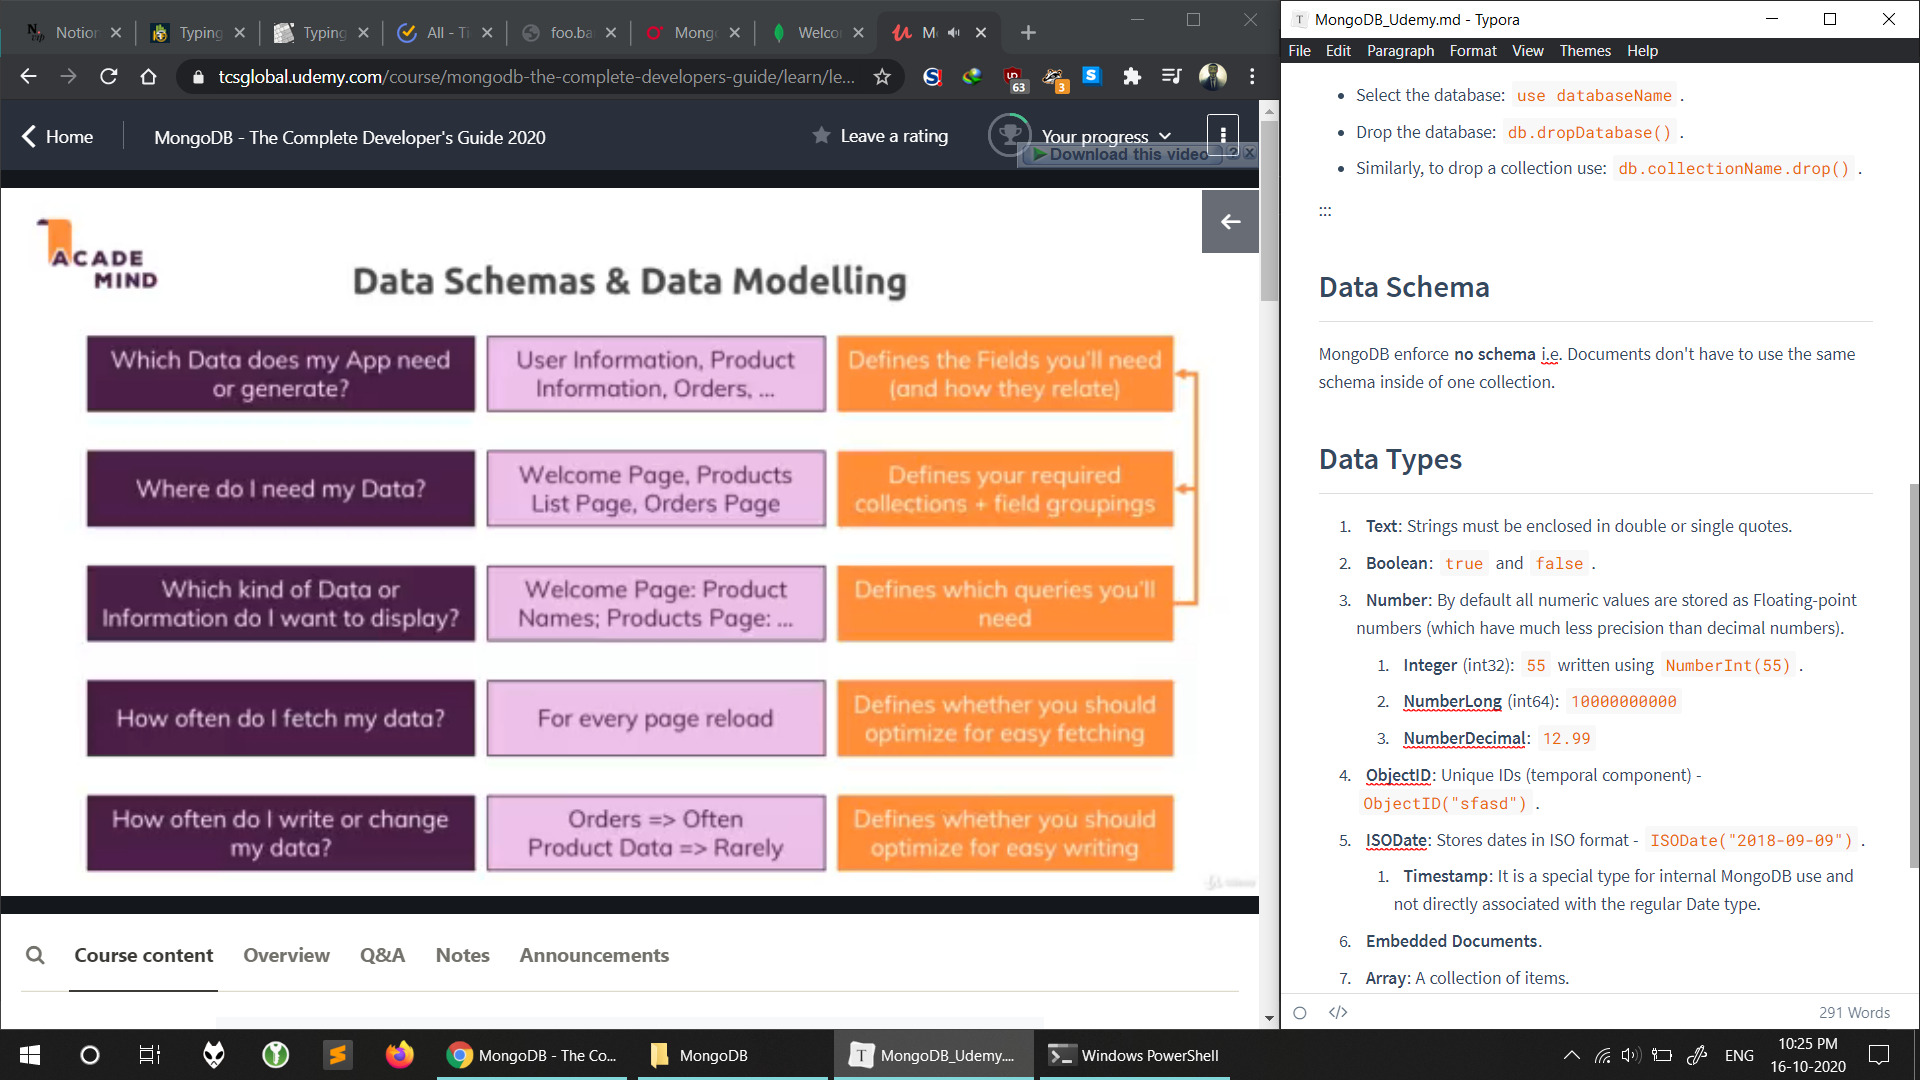 Notion
Typing
Typing
All - Ti
foo.ba
Mongo
Welco
M
tcsglobal.udemy.com/course/mongodb-the-complete-developers-guide/learn/le...
63
3
Home
MongoDB - The Complete Developer's Guide 2020
Leave a rating
Your progress
Download this video
ACADE
MIND
Data Schemas & Data Modelling
Which Data does my App need
or generate?
User Information, Product
Information, Orders, ...
Defines the Fields you'll need
(and how they relate)
Where do I need my Data?
Welcome Page, Products
List Page, Orders Page
Defines your required
collections + field groupings
Which kind of Data or
Information do I want to display?
Welcome Page: Product
Names; Products Page: ...
Defines which queries you'll
need
How often do I fetch my data?
For every page reload
Defines whether you should
optimize for easy fetching
How often do I write or change
my data?
Orders => Often
Product Data => Rarely
Defines whether you should
optimize for easy writing
Course content
Overview
Q&A
Notes
Announcements
MongoDB_Udemy.md - Typora
File Edit Paragraph Format View Themes Help
• Select the database: use databaseName .
• Drop the database: db.dropDatabase() .
• Similarly, to drop a collection use: db.collectionName.drop() .
:::
Data Schema
MongoDB enforce no schema i.e. Documents don't have to use the same
schema inside of one collection.
Data Types
1. Text: Strings must be enclosed in double or single quotes.
2. Boolean: true and false .
3. Number: By default all numeric values are stored as Floating-point
numbers (which have much less precision than decimal numbers).
1. Integer (int32): 55 written using NumberInt(55) .
2. NumberLong (int64): 10000000000
3. NumberDecimal: 12.99
4. ObjectID: Unique IDs (temporal component) -
ObjectID("sfasd") .
5. ISODate: Stores dates in ISO format - ISODate("2018-09-09") .
1. Timestamp: It is a special type for internal MongoDB use and
not directly associated with the regular Date type.
6. Embedded Documents.
7. Array: A collection of items.
291 Words
MongoDB - The Co...
MongoDB
MongoDB_Udemy....
Windows PowerShell
ENG
10:25 PM
16-10-2020